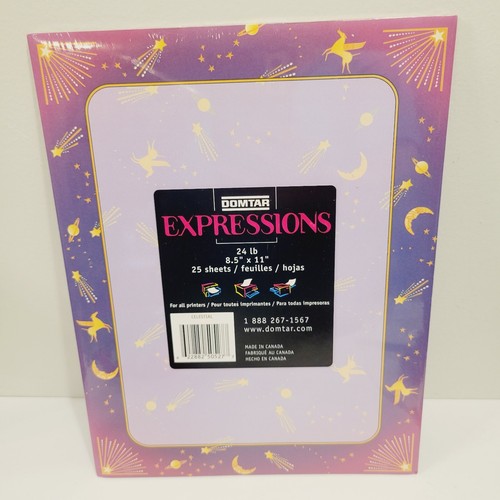 DOMTAR
EXPRESSIONS
24 lb
8.5" x 11"
25 sheets / feuilles / hojas
For all printers / Pour toutes imprimantes / Para todas impresoras
CELESTIAL
1 888 267-1567
www.domtar.com
MADE IN CANADA
FABRIQUÉ AU CANADA
HECHO EN CANADA